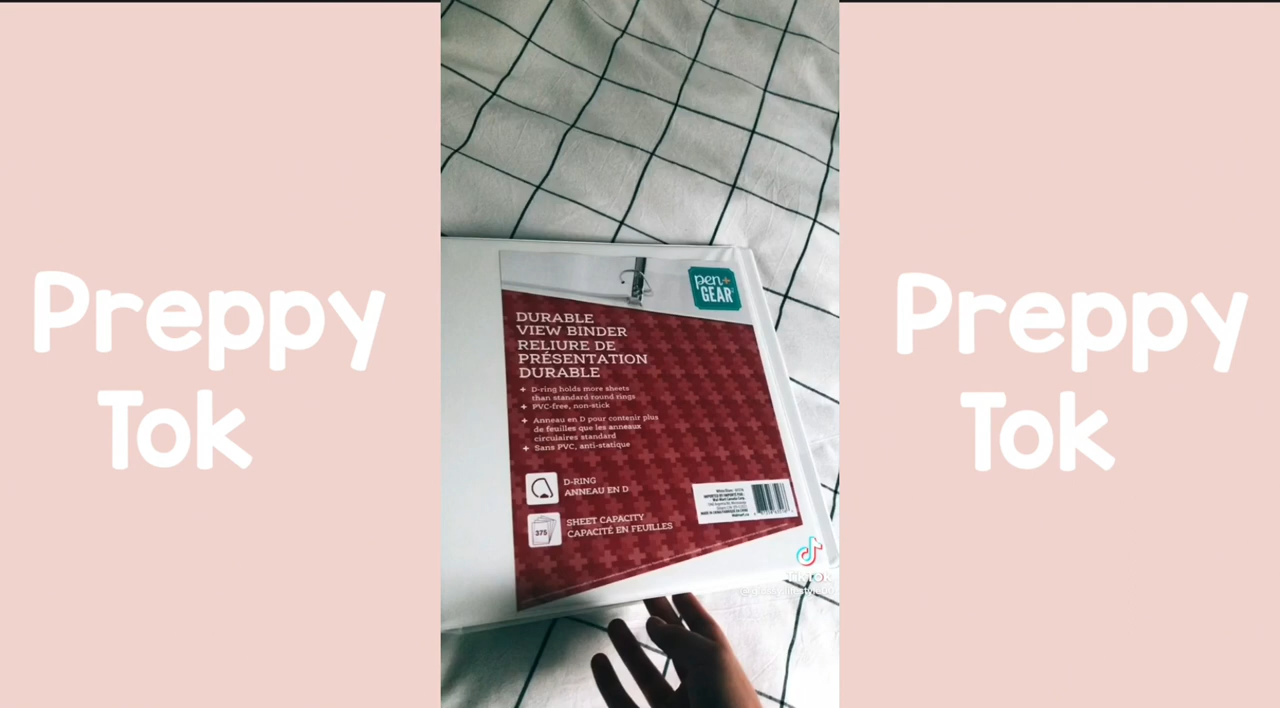 Preppy
Tok
pen+
GEAR
DURABLE
VIEW BINDER
RELIURE DE
PRÉSENTATION
DURABLE
+ D-ring holds more sheets
than standard round rings
+ PVC-free, non-stick
+ Anneau en D pour contenir plus
de feuilles que les anneaux
circulaires standard
+ Sans PVC, anti-statique
D-RING
ANNEAU EN D
375
SHEET CAPACITY
CAPACITÉ EN FEUILLES
TikTok
Preppy
Tok